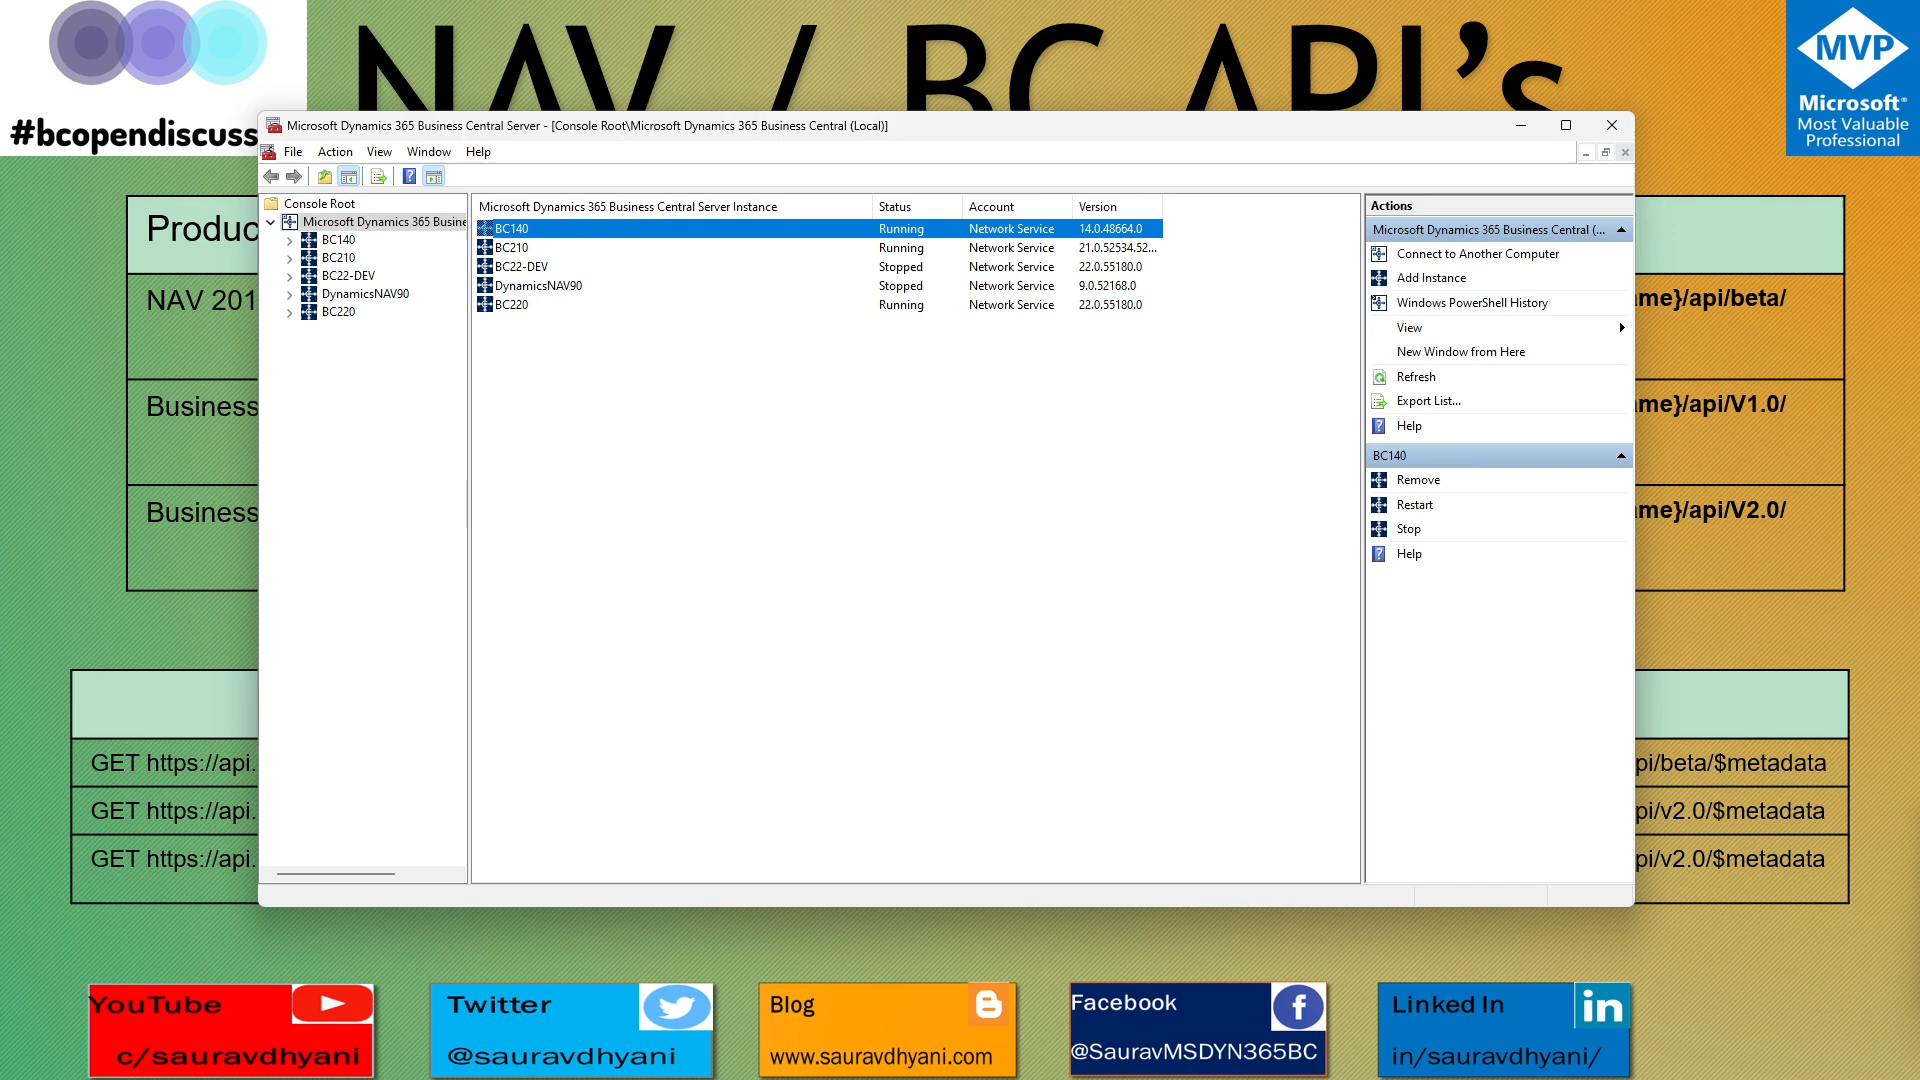 NAV / BC API's
MVP
Microsoft®
Most Valuable
Professional
#bcopendiscuss
Microsoft Dynamics 365 Business Central Server - [Console Root\Microsoft Dynamics 365 Business Central (Local)]
File Action View Window Help
Console Root
Microsoft Dynamics 365 Busine
BC140
BC210
BC22-DEV
DynamicsNAV90
BC220
Microsoft Dynamics 365 Business Central Server Instance Status Account Version
BC140 Running Network Service 14.0.48664.0
BC210 Running Network Service 21.0.52534.52...
BC22-DEV Stopped Network Service 22.0.55180.0
DynamicsNAV90 Stopped Network Service 9.0.52168.0
BC220 Running Network Service 22.0.55180.0
Actions
Microsoft Dynamics 365 Business Central (...
Connect to Another Computer
Add Instance
Windows PowerShell History
View
New Window from Here
Refresh
Export List...
Help
BC140
Remove
Restart
Stop
Help
Produc
NAV 201 ame}/api/beta/
Business ame}/api/V1.0/
Business ame}/api/V2.0/
GET https://api. pi/beta/$metadata
GET https://api. pi/v2.0/$metadata
GET https://api. pi/v2.0/$metadata
YouTube
c/sauravdhyani
Twitter
@sauravdhyani
Blog
www.sauravdhyani.com
Facebook
@SauravMSDYN365BC
Linked In
in
in/sauravdhyani/